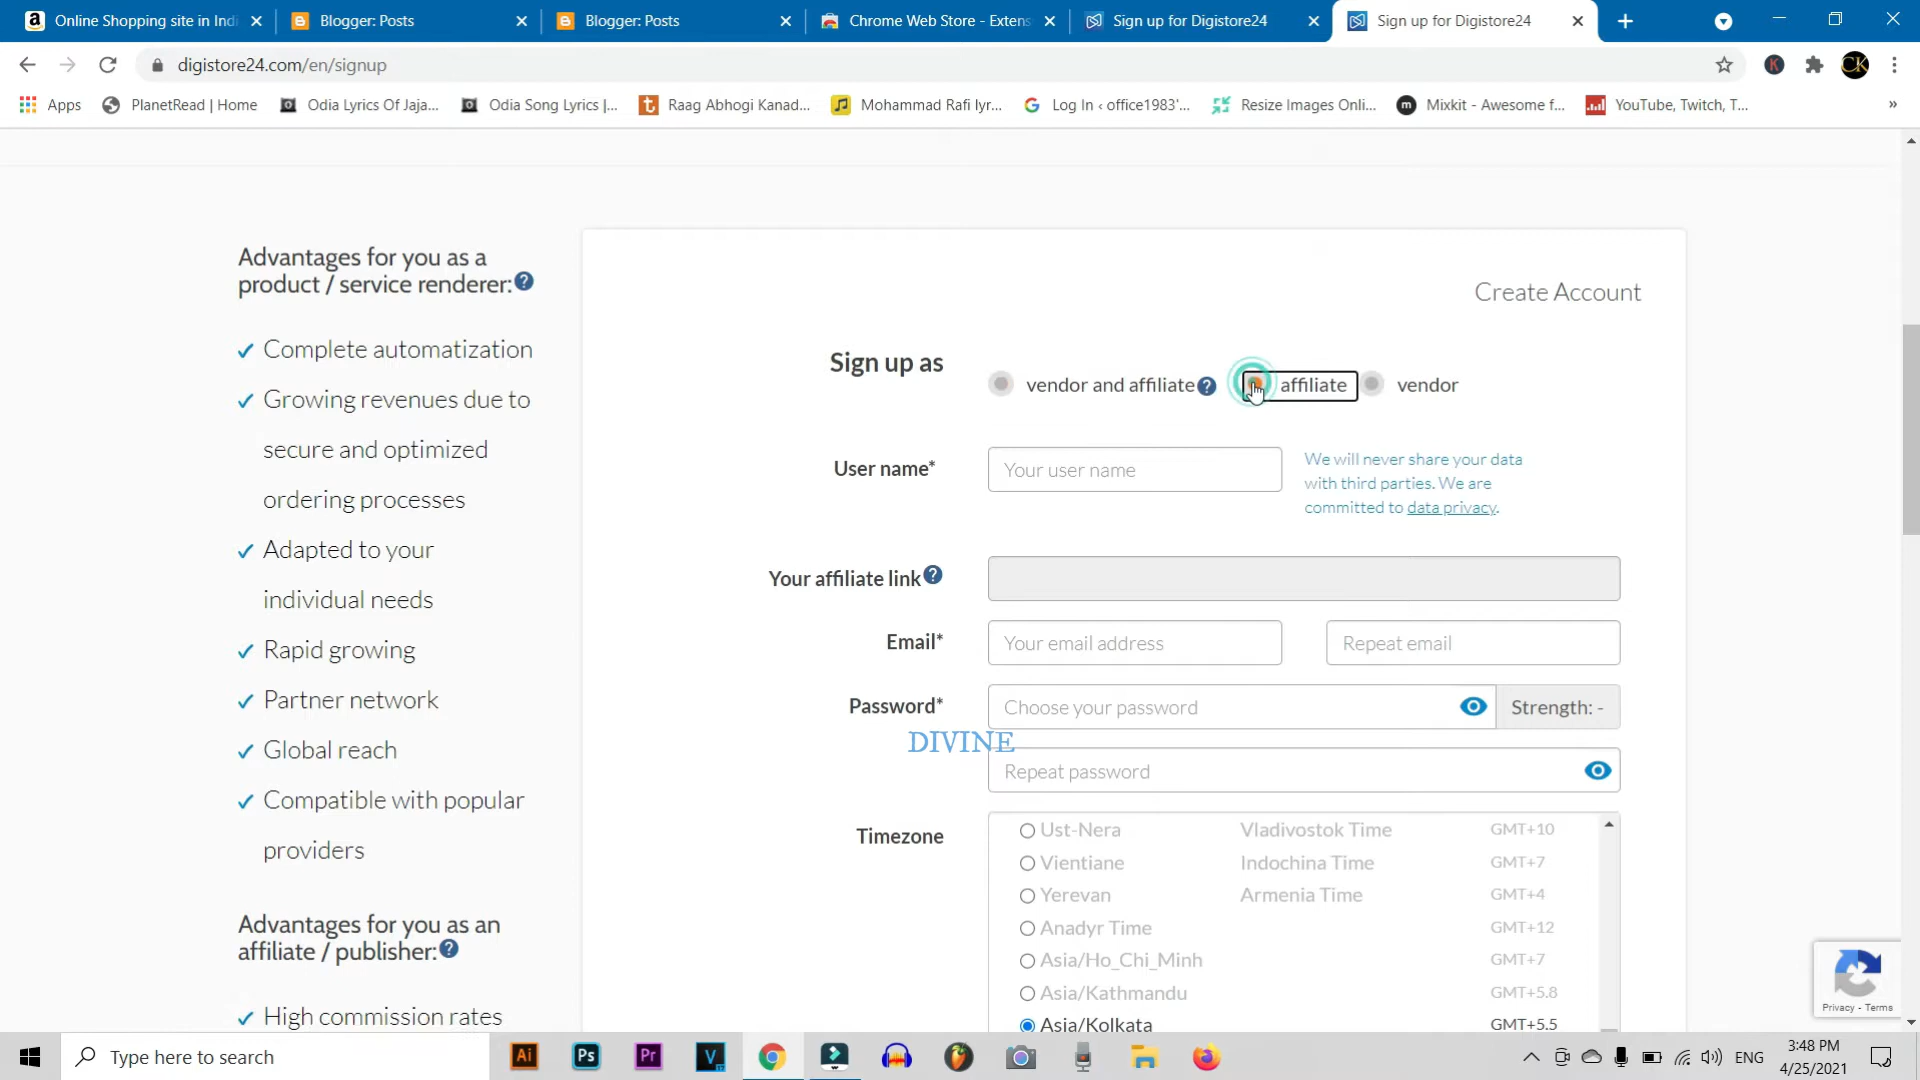 Online Shopping site in Indi
Blogger: Posts
Blogger: Posts
Chrome Web Store - Extens
Sign up for Digistore24
Sign up for Digistore24
digistore24.com/en/signup
CK
Apps
PlanetRead | Home
Odia Lyrics Of Jaja...
Odia Song Lyrics |...
Raag Abhogi Kanad...
Mohammad Rafi lyr...
Log In ‹ office1983'...
Resize Images Onli...
Mixkit - Awesome f...
YouTube, Twitch, T...
»
Advantages for you as a
product / service renderer:
Complete automatization
Growing revenues due to
secure and optimized
ordering processes
Adapted to your
individual needs
Rapid growing
Partner network
Global reach
Compatible with popular
providers
Advantages for you as an
affiliate / publisher:
High commission rates
Create Account
Sign up as
vendor and affiliate
affiliate
vendor
User name*
Your user name
We will never share your data
with third parties. We are
committed to data privacy.
Your affiliate link
Email*
Your email address
Repeat email
Password*
Choose your password
Strength: -
DIVINE
Repeat password
Timezone
Ust-Nera Vladivostok Time GMT+10
Vientiane Indochina Time GMT+7
Yerevan Armenia Time GMT+4
Anadyr Time GMT+12
Asia/Ho_Chi_Minh GMT+7
Asia/Kathmandu GMT+5.8
Asia/Kolkata GMT+5.5
Privacy - Terms
Type here to search
Ai
Ps
Pr
V
ENG
3:48 PM
4/25/2021